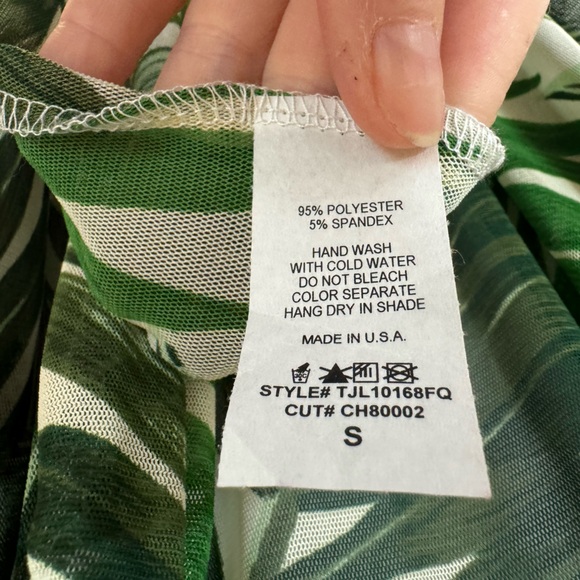 95% POLYESTER
5% SPANDEX
HAND WASH
WITH COLD WATER
DO NOT BLEACH
COLOR SEPARATE
HANG DRY IN SHADE
MADE IN U.S.A.
STYLE# TJL10168FQ
CUT# CH80002
S